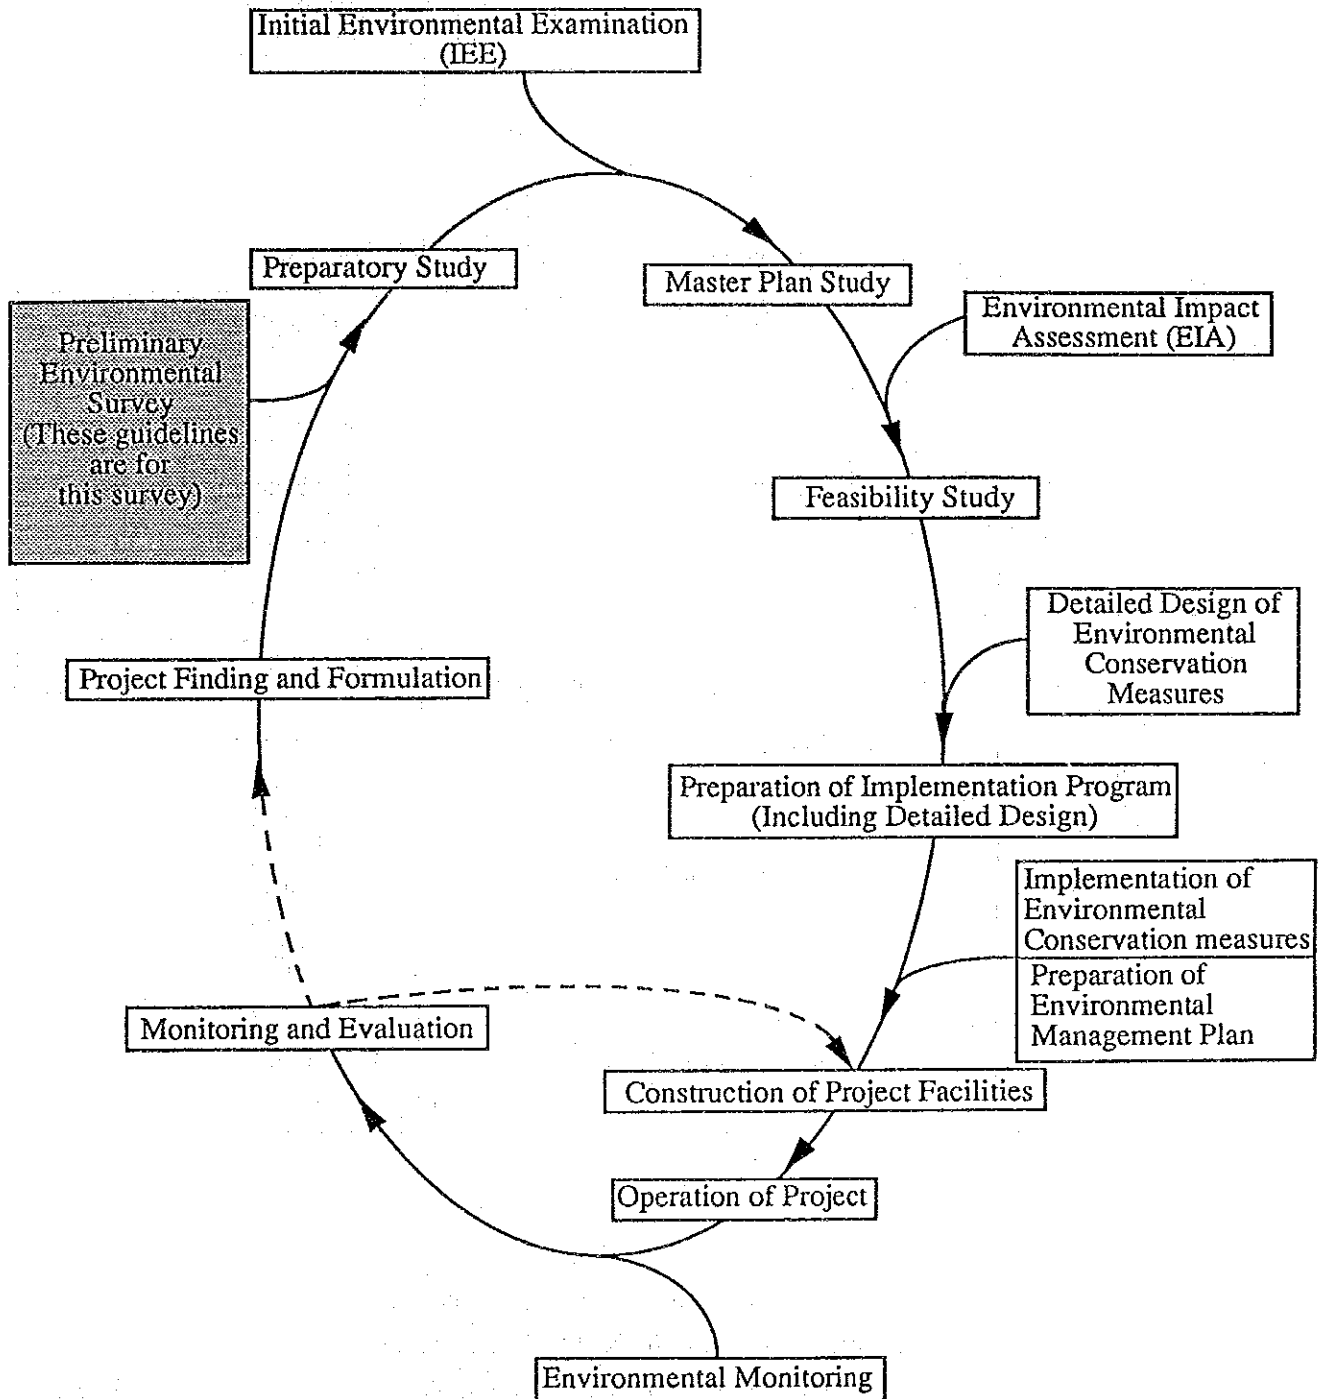 Initial Environmental Examination
(IEE)
Preparatory Study
Master Plan Study
Environmental Impact
Assessment (EIA)
Preliminary
Environmental
Survey
(These guidelines
are for
this survey)
Feasibility Study
Detailed Design of
Environmental
Conservation
Measures
Project Finding and Formulation
Preparation of Implementation Program
(Including Detailed Design)
Implementation of
Environmental
Conservation measures
Preparation of
Environmental
Management Plan
Monitoring and Evaluation
Construction of Project Facilities
Operation of Project
Environmental Monitoring